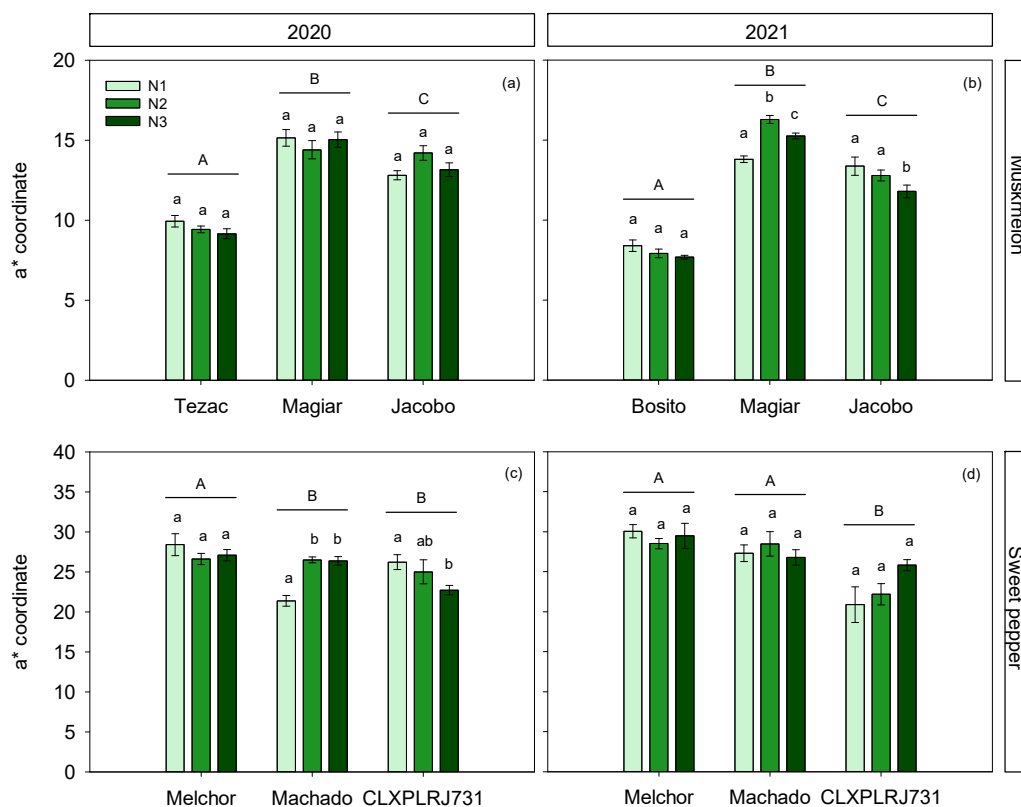 2020
2021
20
15
10
5
0
a* coordinate
N1
N2
N3
(a)
A
B
C
a a a
a a a
a a a
Tezac Magiar Jacobo
(b)
A
B
C
a a a
a b c
a a b
Bosito Magiar Jacobo
Muskmelon
40
35
30
25
20
15
10
5
0
a* coordinate
(c)
A
B
B
a a a
a b b
a ab b
Melchor Machado CLXPLRJ731
(d)
A
A
B
a a a
a a a
a a a
Melchor Machado CLXPLRJ731
Sweet pepper